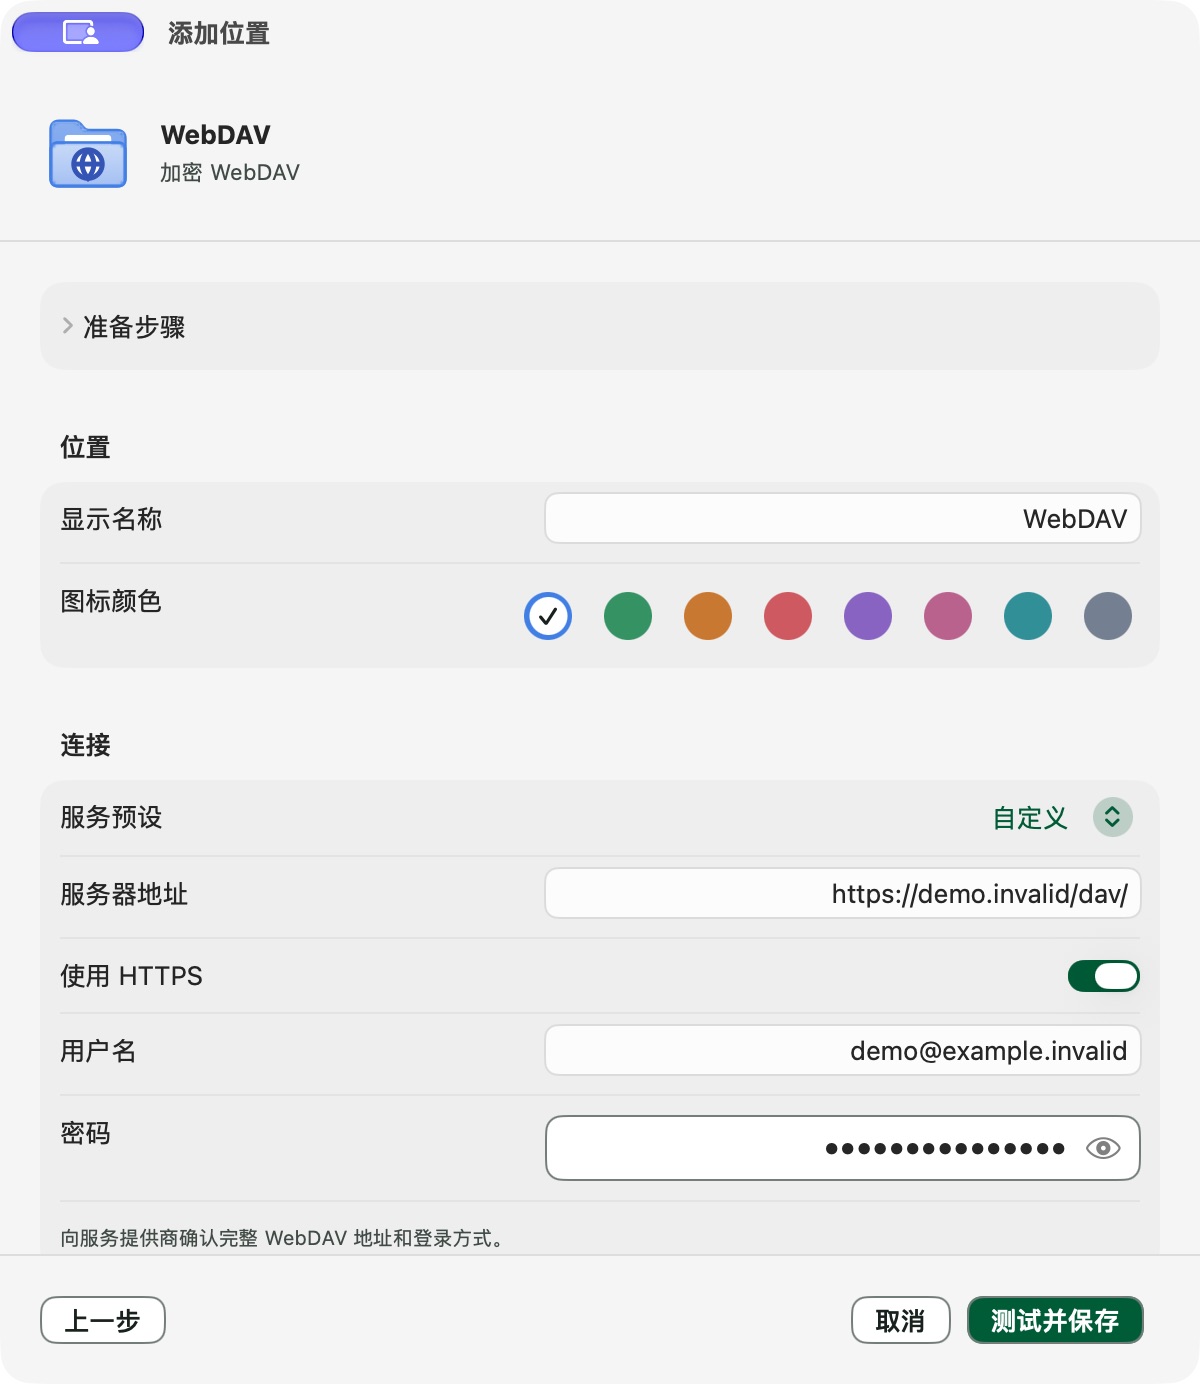 添加位置
WebDAV
加密 WebDAV
准备步骤
位置
显示名称
WebDAV
图标颜色
连接
服务预设
自定义
服务器地址
https://demo.invalid/dav/
使用 HTTPS
用户名
demo@example.invalid
密码
•••••••••••••••
向服务提供商确认完整 WebDAV 地址和登录方式。
上一步
取消
测试并保存